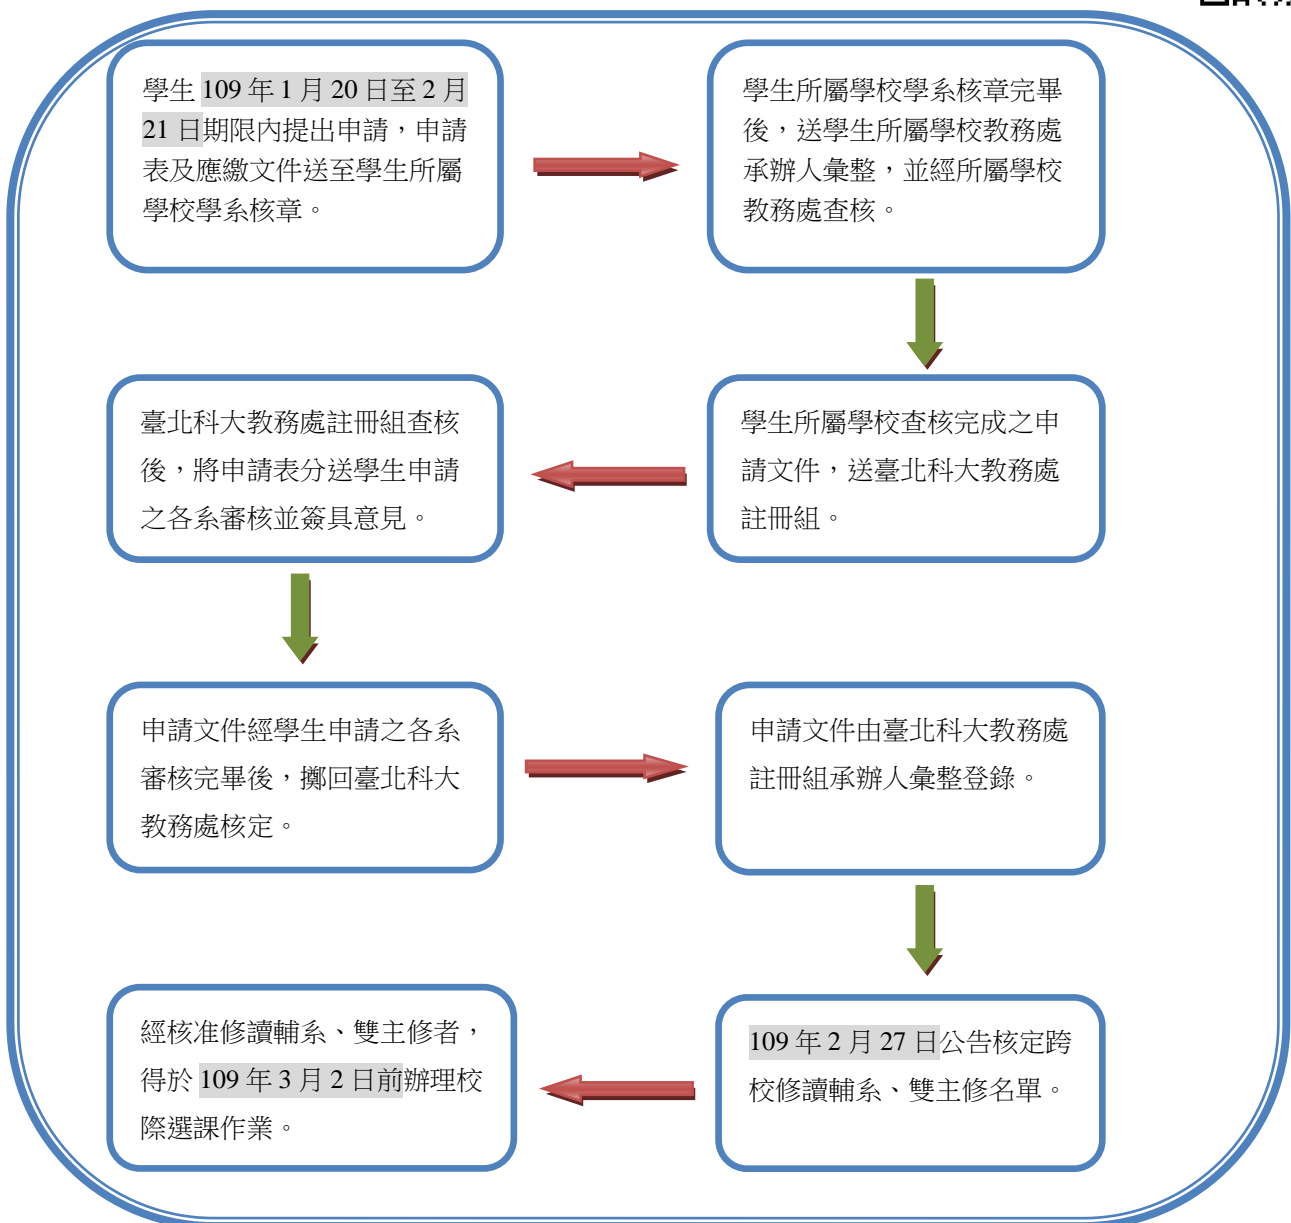 學生 109 年 1 月 20 日至 2 月
21 日期限內提出申請，申請
表及應繳文件送至學生所屬
學校學系核章。
學生所屬學校學系核章完畢
後，送學生所屬學校教務處
承辦人彙整，並經所屬學校
教務處查核。
學生所屬學校查核完成之申
請文件，送臺北科大教務處
註冊組。
臺北科大教務處註冊組查核
後，將申請表分送學生申請
之各系審核並簽具意見。
申請文件經學生申請之各系
審核完畢後，擲回臺北科大
教務處核定。
申請文件由臺北科大教務處
註冊組承辦人彙整登錄。
109 年 2 月 27 日公告核定跨
校修讀輔系、雙主修名單。
經核准修讀輔系、雙主修者，
得於 109 年 3 月 2 日前辦理校
際選課作業。